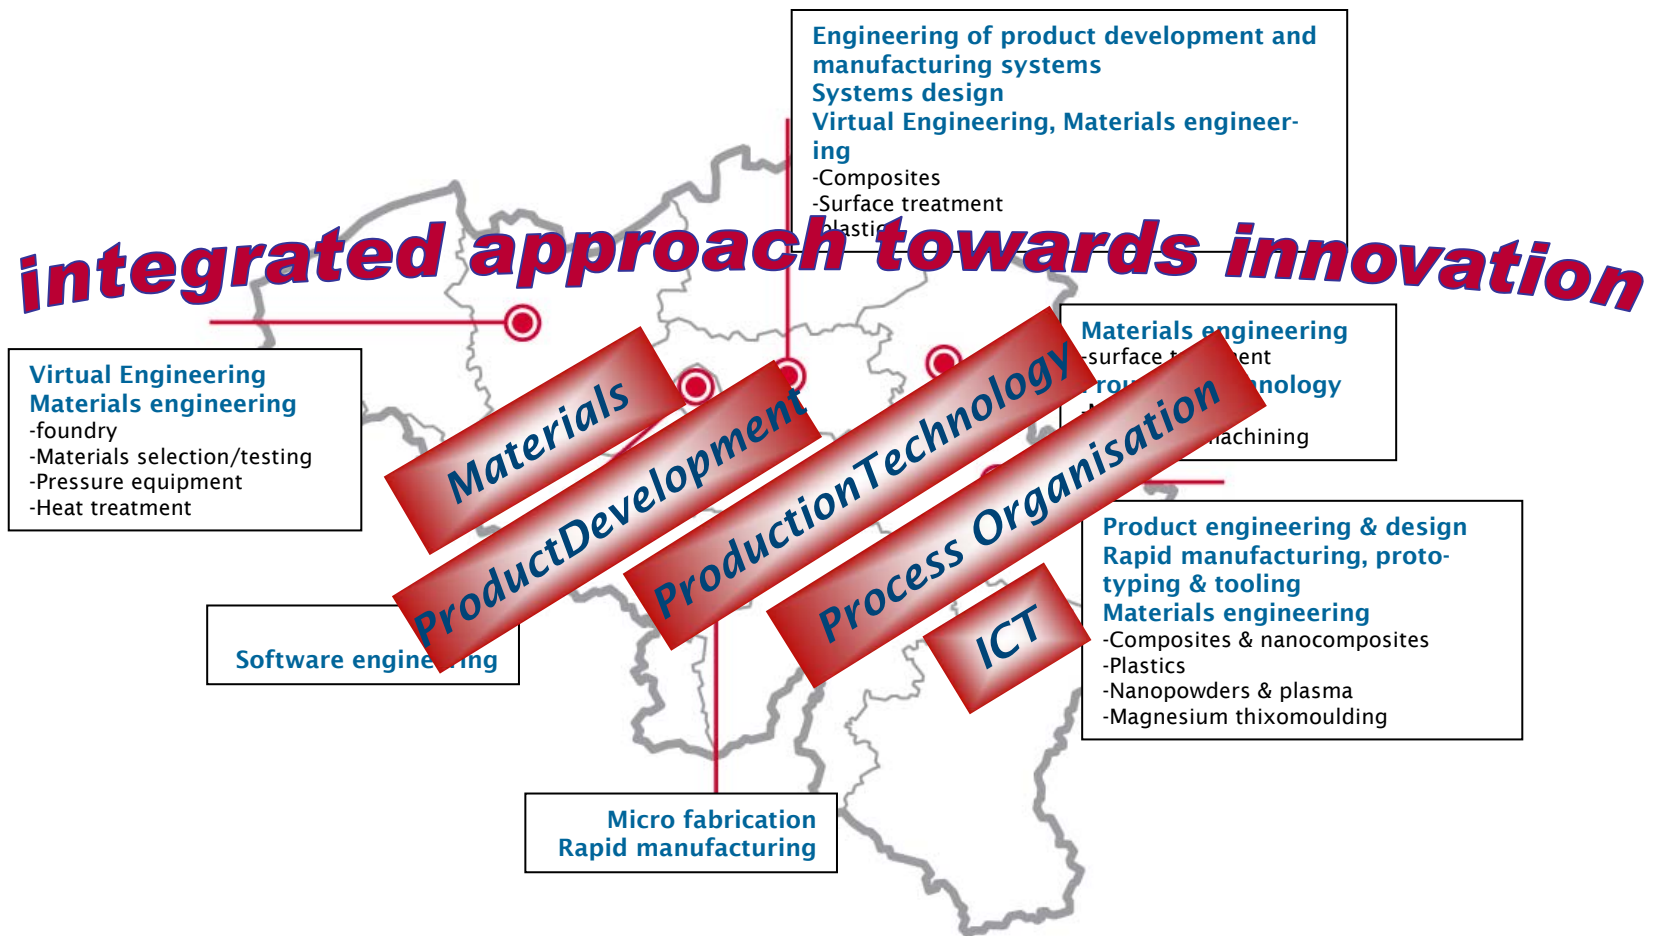 Engineering of product development and
manufacturing systems
Systems design
Virtual Engineering, Materials engineer-
ing
-Composites
-Surface treatment
integrated approach towards innovation
Materials engineering
-surface
Virtual Engineering
Materials engineering
-foundry
-Materials selection/testing
-Pressure equipment
-Heat treatment
Materials
ProductDevelopment
ProductionTechnology
Process Organisation
ICT
machining
Product engineering & design
Rapid manufacturing, proto-
typing & tooling
Materials engineering
-Composites & nanocomposites
-Plastics
-Nanopowders & plasma
-Magnesium thixomoulding
Software engineering
Micro fabrication
Rapid manufacturing